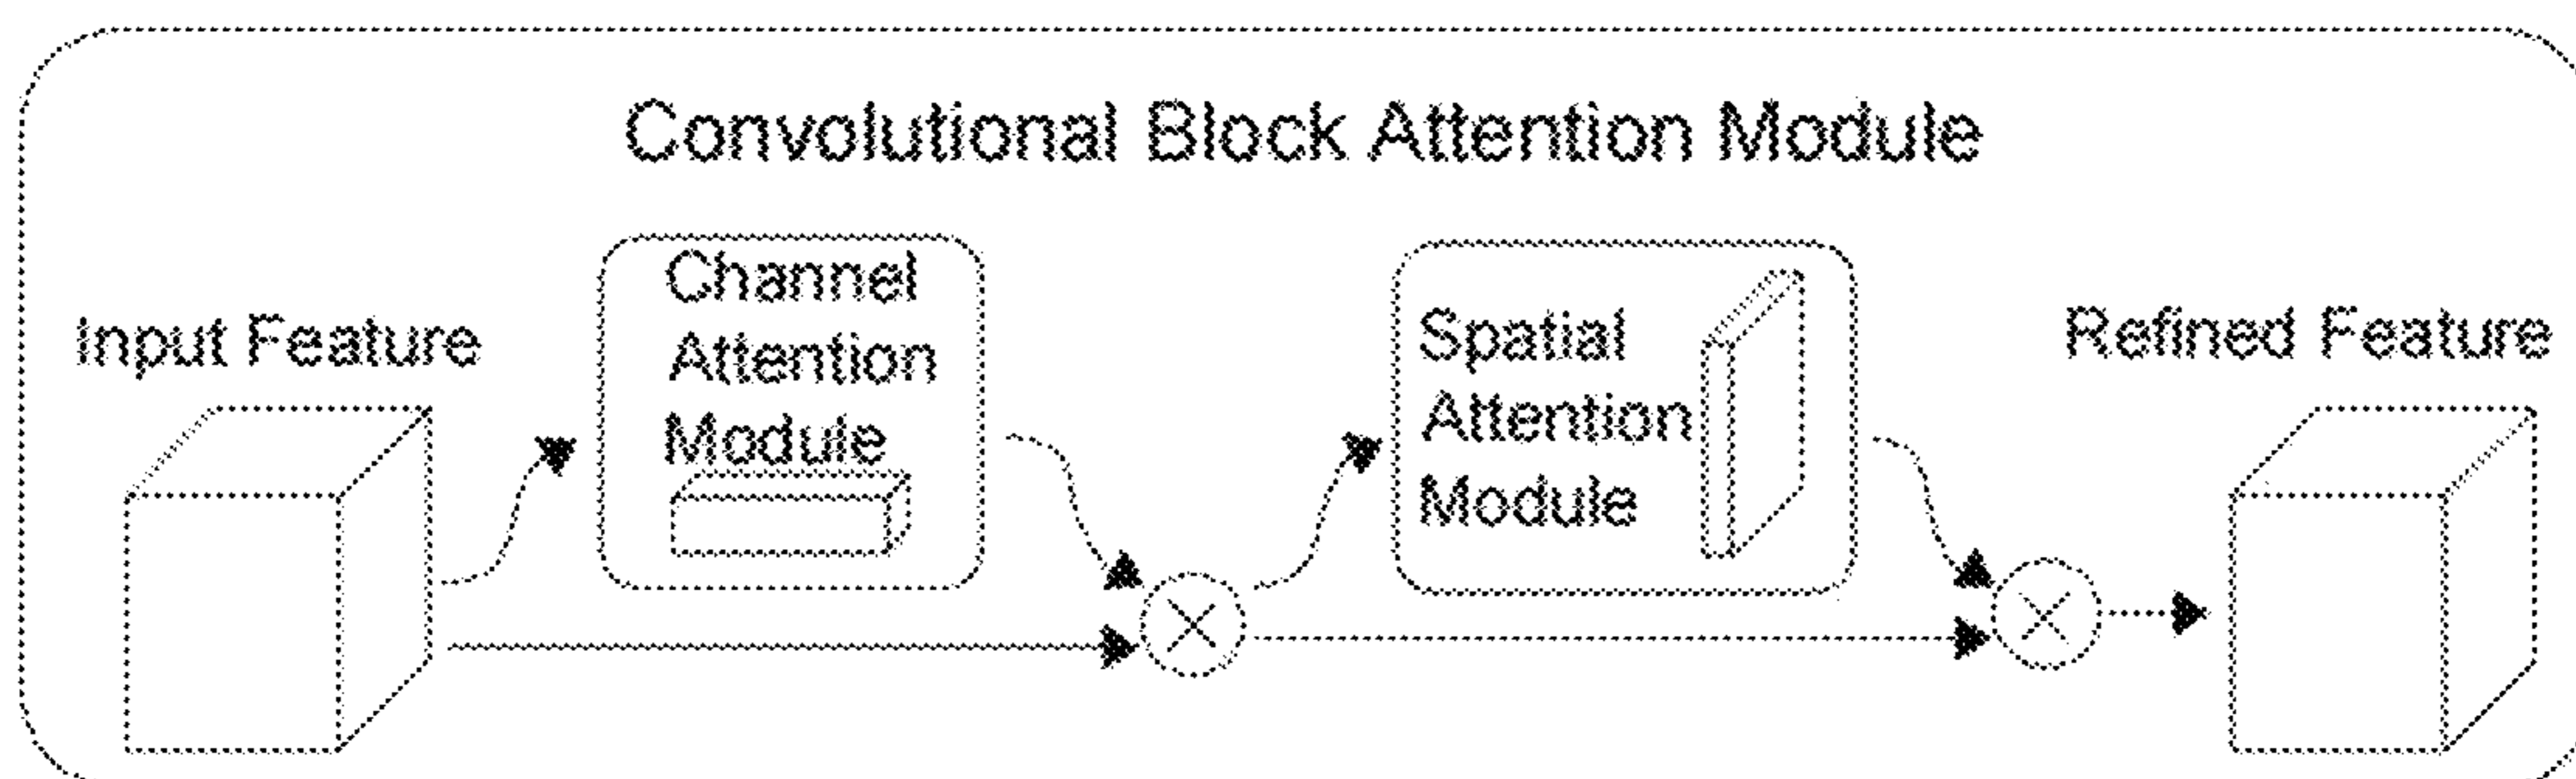 Convolutional Block Attention Module
Input Feature
Channel
Attention
Module
Spatial
Attention
Module
Refined Feature